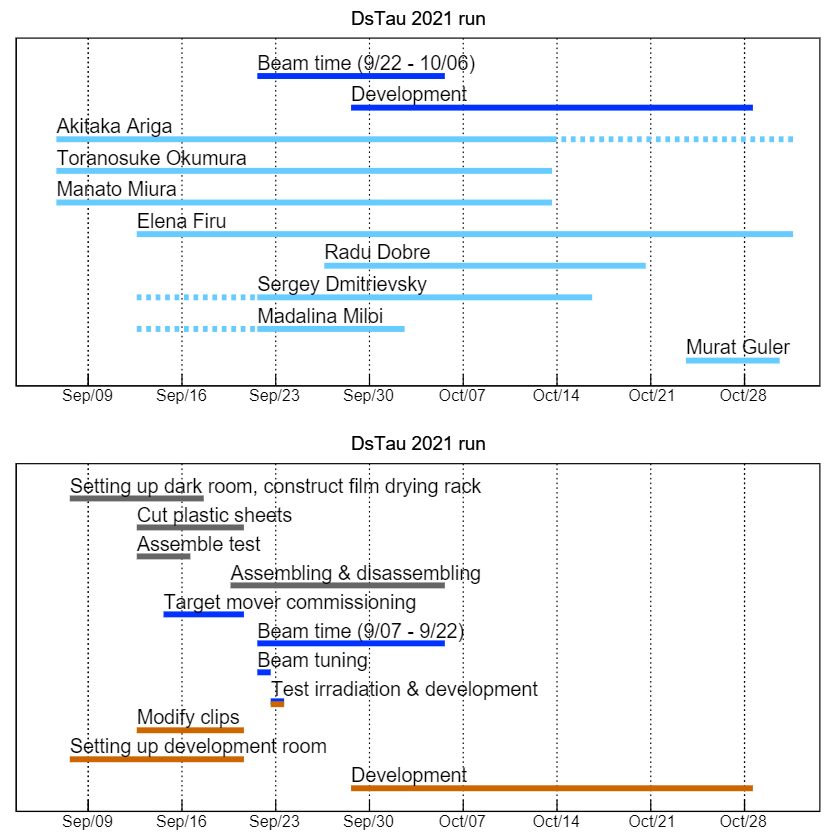 DsTau 2021 run
Beam time (9/22 - 10/06)
Development
Akitaka Ariga
Toranosuke Okumura
Manato Miura
Elena Firu
Radu Dobre
Sergey Dmitrievsky
Madalina Miloi
Murat Guler
Sep/09 Sep/16 Sep/23 Sep/30 Oct/07 Oct/14 Oct/21 Oct/28
DsTau 2021 run
Setting up dark room, construct film drying rack
Cut plastic sheets
Assemble test
Assembling & disassembling
Target mover commissioning
Beam time (9/07 - 9/22)
Beam tuning
Test irradiation & development
Modify clips
Setting up development room
Development
Sep/09 Sep/16 Sep/23 Sep/30 Oct/07 Oct/14 Oct/21 Oct/28